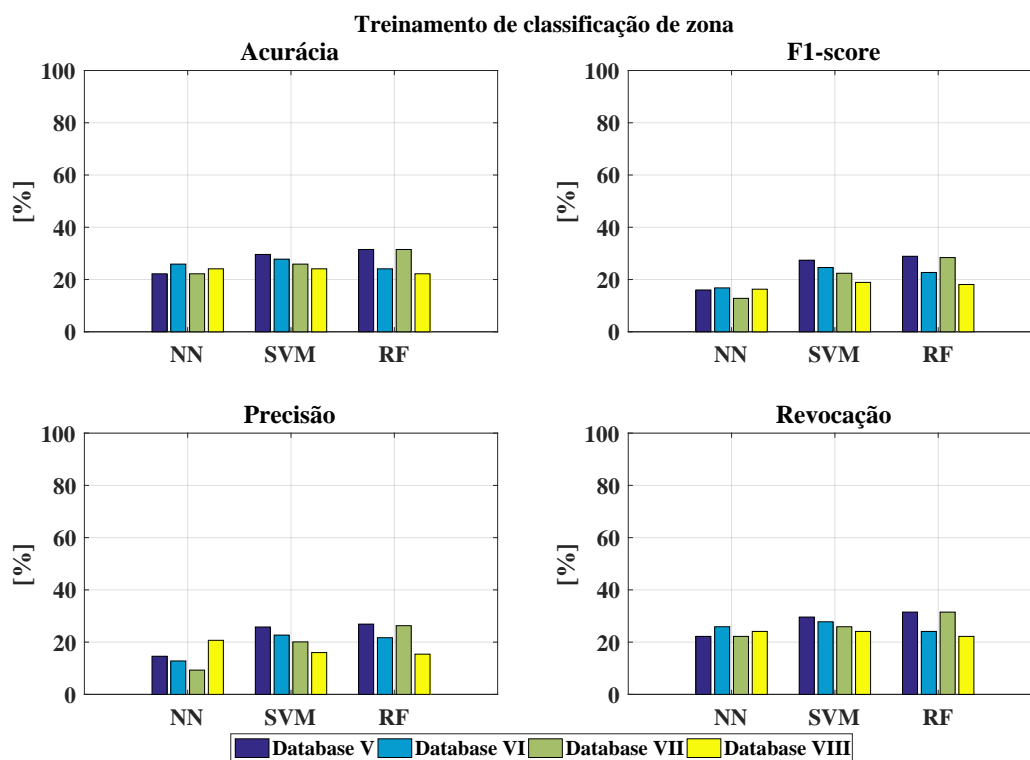 Treinamento de classificação de zona
Acurácia
F1-score
100
80
60
40
20
0
[%]
NN SVM RF
100
80
60
40
20
0
[%]
NN SVM RF
Precisão
Revocação
100
80
60
40
20
0
[%]
NN SVM RF
100
80
60
40
20
0
[%]
NN SVM RF
Database V Database VI Database VII Database VIII